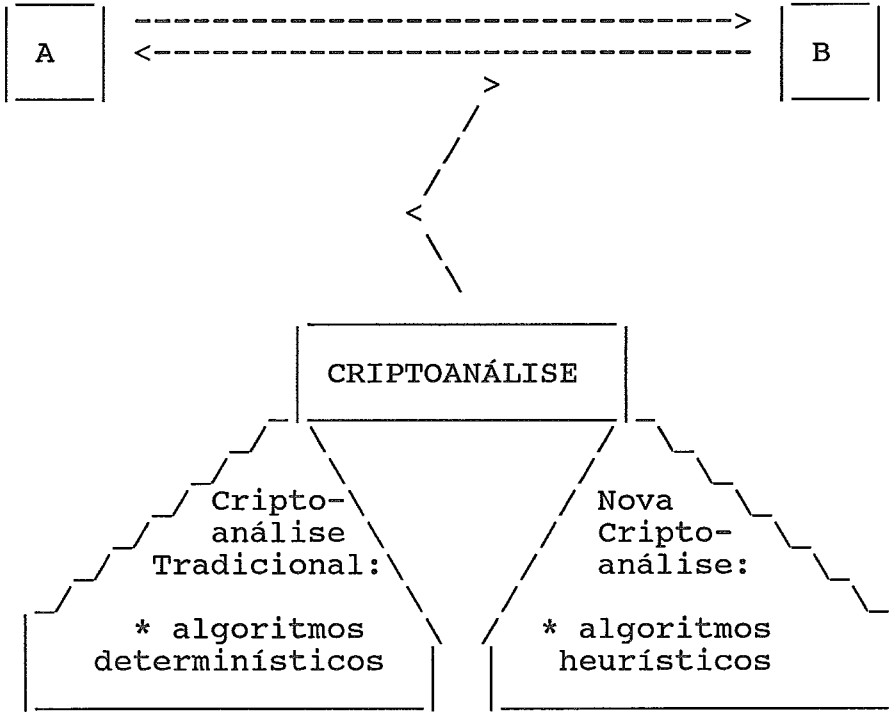 A
B
CRIPTOANÁLISE
Cripto-
análise
Tradicional:
* algoritmos
determinísticos
Nova
Cripto-
análise:
* algoritmos
heurísticos